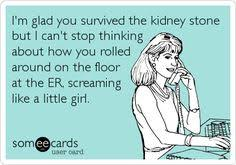 I'm glad you survived the kidney stone
but I can't stop thinking
about how you rolled
around on the floor
at the ER, screaming
like a little girl.
someecards
user card